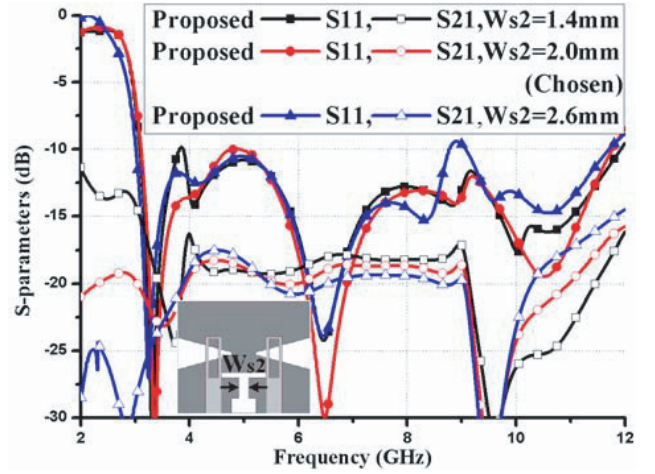 Proposed S11, S21,Ws2=1.4mm
Proposed S11, S21,Ws2=2.0mm
(Chosen)
Proposed S11, S21,Ws2=2.6mm
S-parameters (dB)
0
-5
-10
-15
-20
-25
-30
Ws2
2 4 6 8 10 12
Frequency (GHz)